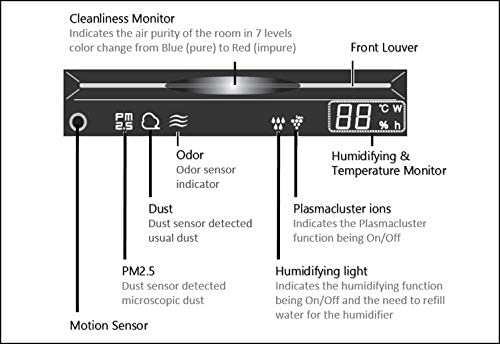 Cleanliness Monitor
Indicates the air purity of the room in 7 levels
color change from Blue (pure) to Red (impure)
Front Louver
PM
2.5
88
°C W
% h
Odor
Odor sensor
indicator
Humidifying &
Temperature Monitor
Dust
Dust sensor detected
usual dust
Plasmacluster ions
Indicates the Plasmacluster
function being On/Off
PM2.5
Dust sensor detected
microscopic dust
Humidifying light
Indicates the humidifying function
being On/Off and the need to refill
water for the humidifier
Motion Sensor